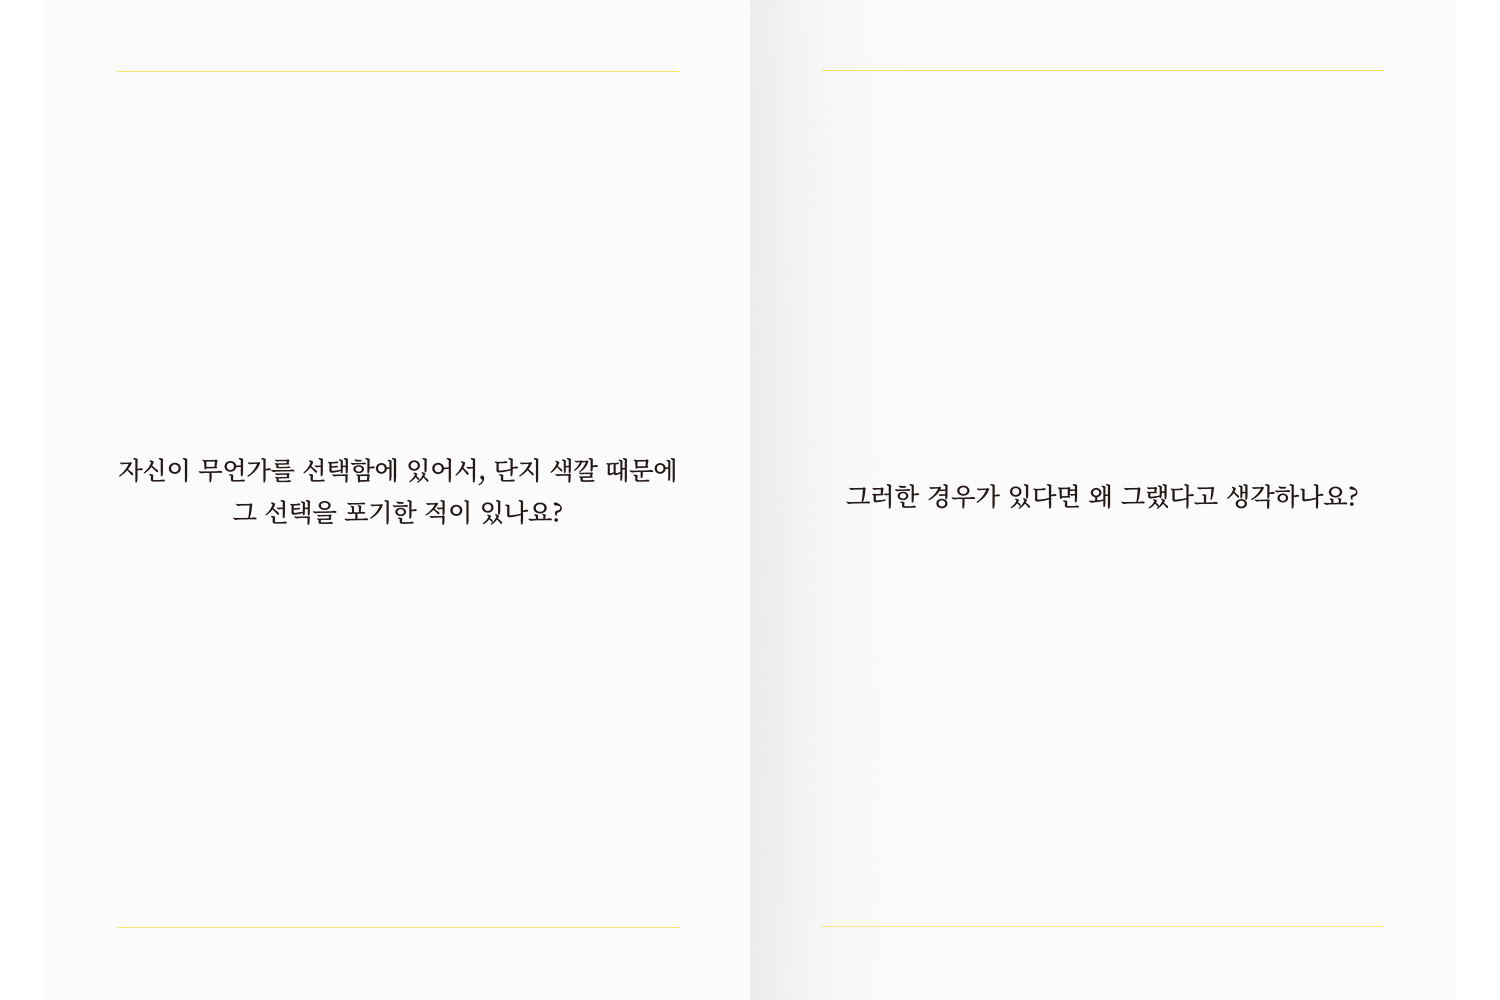 자신이 무언가를 선택함에 있어서, 단지 색깔 때문에
그 선택을 포기한 적이 있나요?
그러한 경우가 있다면 왜 그랬다고 생각하나요?